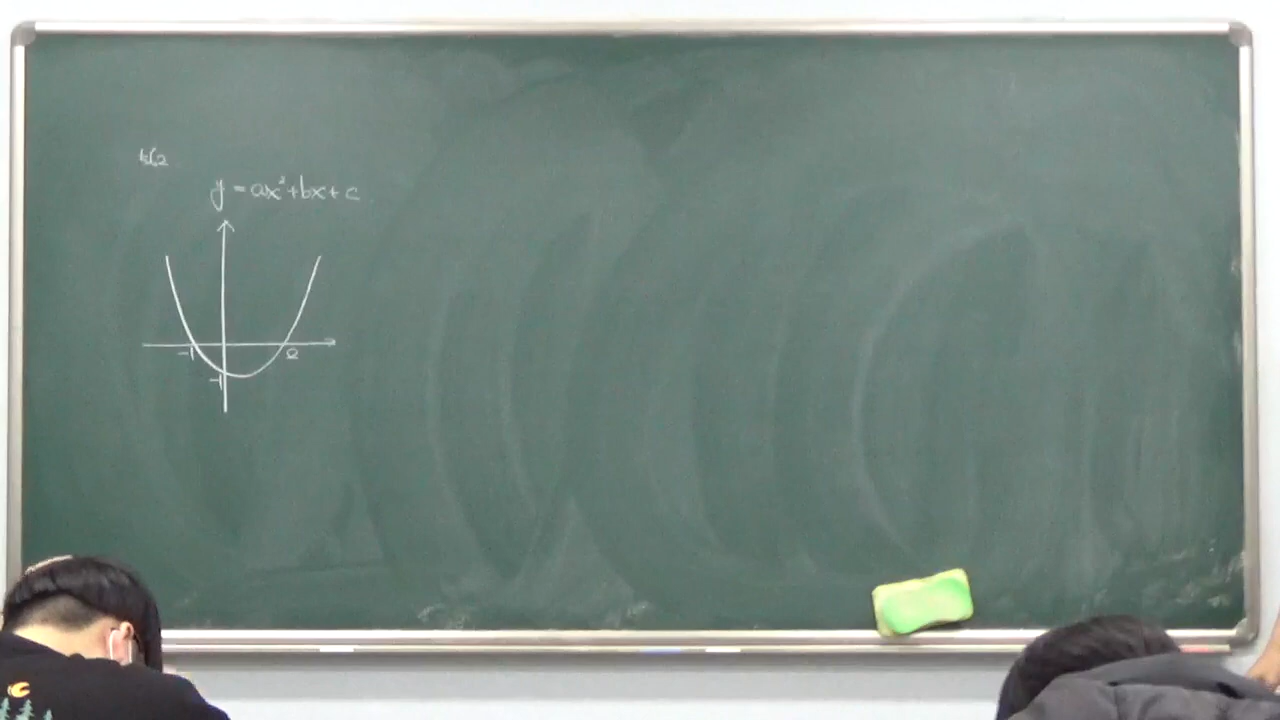 y = ax²+bx+c
-1
2
-1